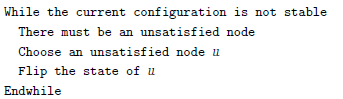 While the current configuration is not stable
There must be an unsatisfied node
Choose an unsatisfied node u
Flip the state of u
Endwhile